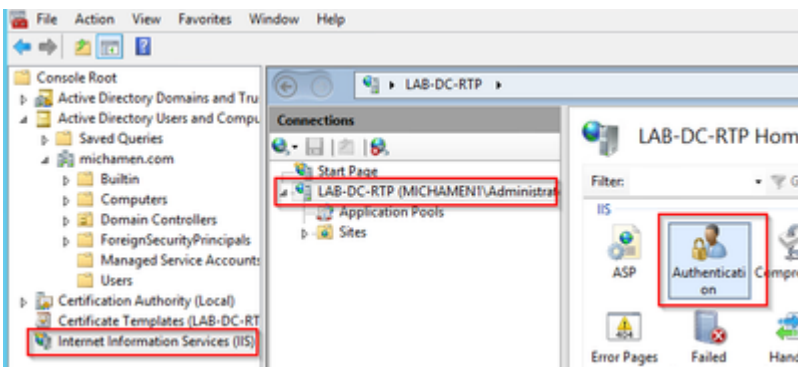 File Action View Favorites Window Help
Console Root
Active Directory Domains and Tru
Active Directory Users and Compu
Saved Queries
michamen.com
Builtin
Computers
Domain Controllers
ForeignSecurityPrincipals
Managed Service Accounts
Users
Certification Authority (Local)
Certificate Templates (LAB-DC-RT
Internet Information Services (IIS)
LAB-DC-RTP
Connections
Start Page
LAB-DC-RTP (MICHAMEN1\Administrat
Application Pools
Sites
LAB-DC-RTP Hom
Filter: G
IIS
ASP
Authenticati
on
Compre
404
Error Pages
Failed
Hand